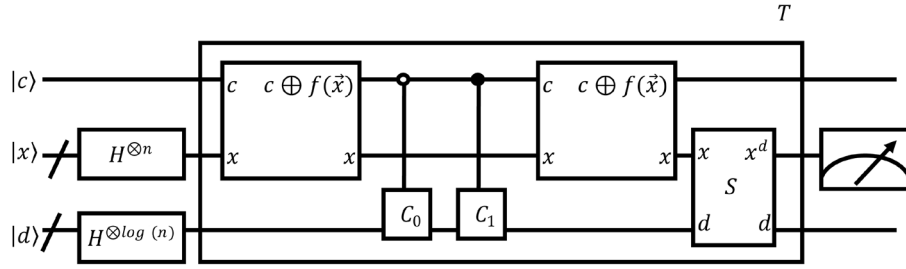 T
|c⟩ c c ⊕ f(x⃗) c c ⊕ f(x⃗)
|x⟩ H^{⊗n} x x x x x x^d
S
C_0 C_1
|d⟩ H^{⊗log (n)} d d